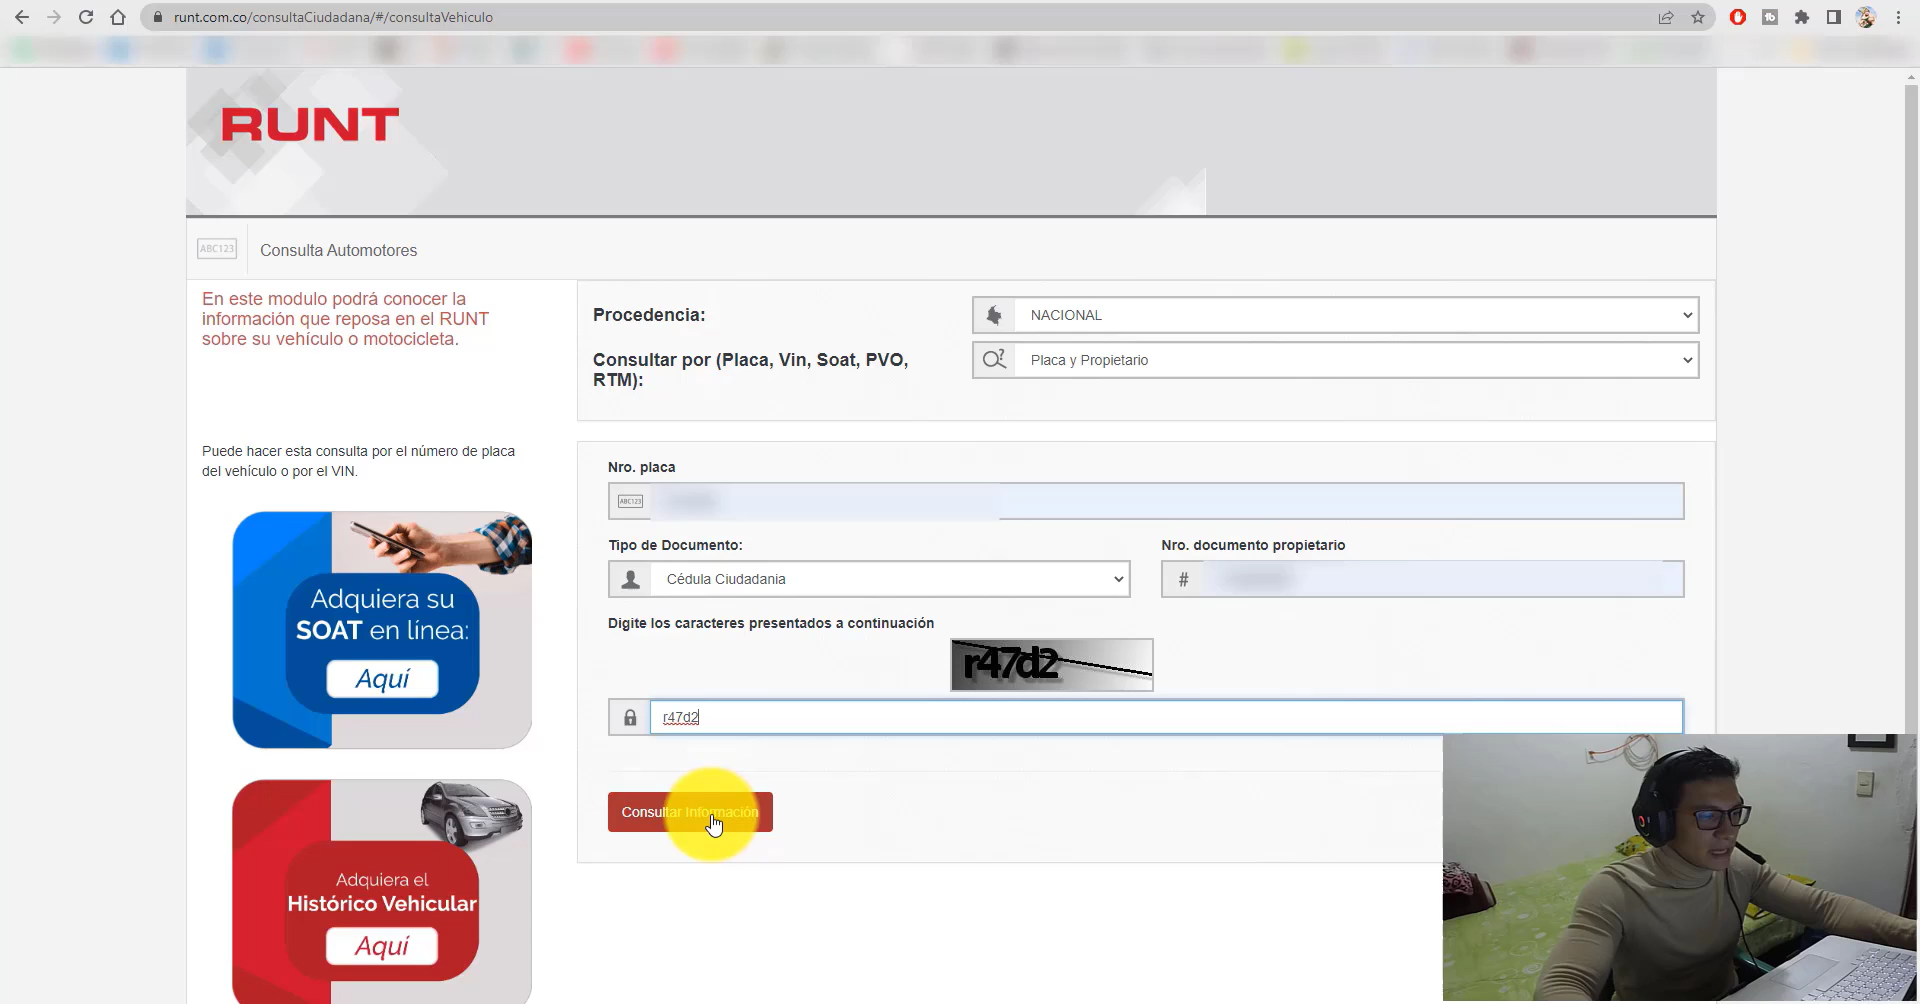 runt.com.co/consultaCiudadana/#/consultaVehiculo
RUNT
ABC123
Consulta Automotores
En este modulo podrá conocer la
información que reposa en el RUNT
sobre su vehículo o motocicleta.
Procedencia:
NACIONAL
Consultar por (Placa, Vin, Soat, PVO,
RTM):
Placa y Propietario
Puede hacer esta consulta por el número de placa
del vehículo o por el VIN.
Nro. placa
ABC123
Tipo de Documento:
Cédula Ciudadania
Nro. documento propietario
#
Digite los caracteres presentados a continuación
r47d2
r47d2
Consultar Información
Adquiera su
SOAT en línea:
Aquí
Adquiera el
Histórico Vehicular
Aquí